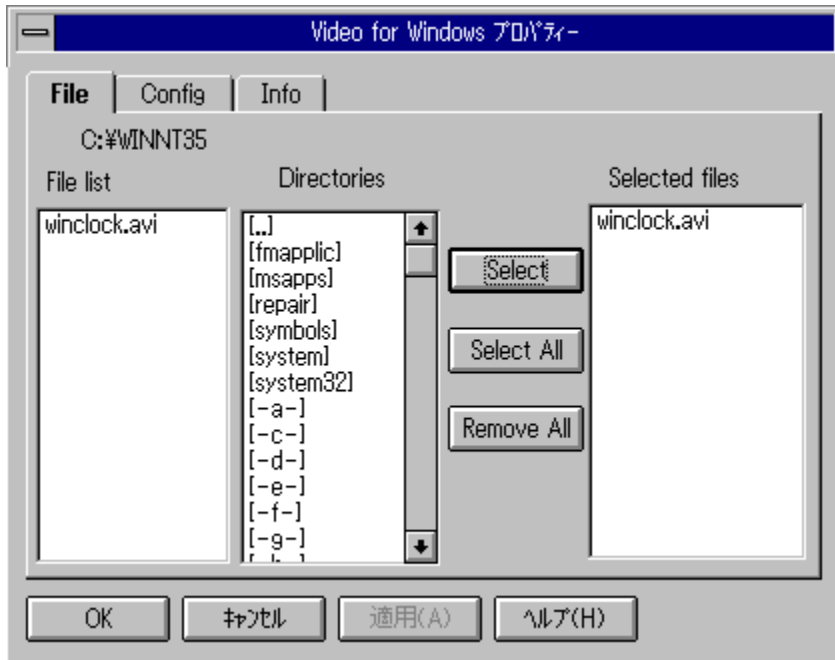 Video for Windows ﾌﾟﾛﾊﾟﾃｨｰ
File
Config
Info
C:¥WINNT35
File list
Directories
Selected files
winclock.avi
[..]
[fmapplic]
[msapps]
[repair]
[symbols]
[system]
[system32]
[-a-]
[-c-]
[-d-]
[-e-]
[-f-]
[-g-]
Select
Select All
Remove All
winclock.avi
OK
ｷｬﾝｾﾙ
適用(A)
ﾍﾙﾌﾟ(H)